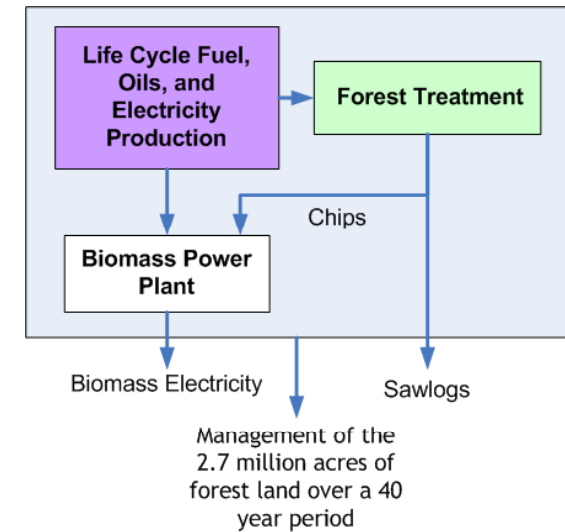 Life Cycle Fuel,
Oils, and
Electricity
Production
Forest Treatment
Chips
Biomass Power
Plant
Biomass Electricity
Sawlogs
Management of the
2.7 million acres of
forest land over a 40
year period